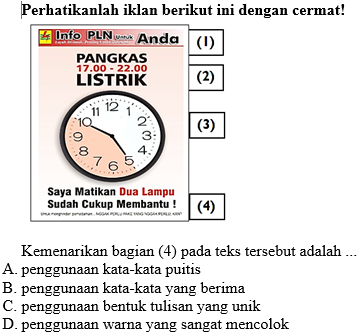 Perhatikanlah iklan berikut ini dengan cermat!
Info PLN Untuk Anda
(1)
PANGKAS
17.00 - 22.00
LISTRIK
(2)
12 1 2 3 4 5 6 7 8 9 10 11
(3)
Saya Matikan Dua Lampu
Sudah Cukup Membantu !
(4)
Kemenarikan bagian (4) pada teks tersebut adalah ...
A. penggunaan kata-kata puitis
B. penggunaan kata-kata yang berima
C. penggunaan bentuk tulisan yang unik
D. penggunaan warna yang sangat mencolok